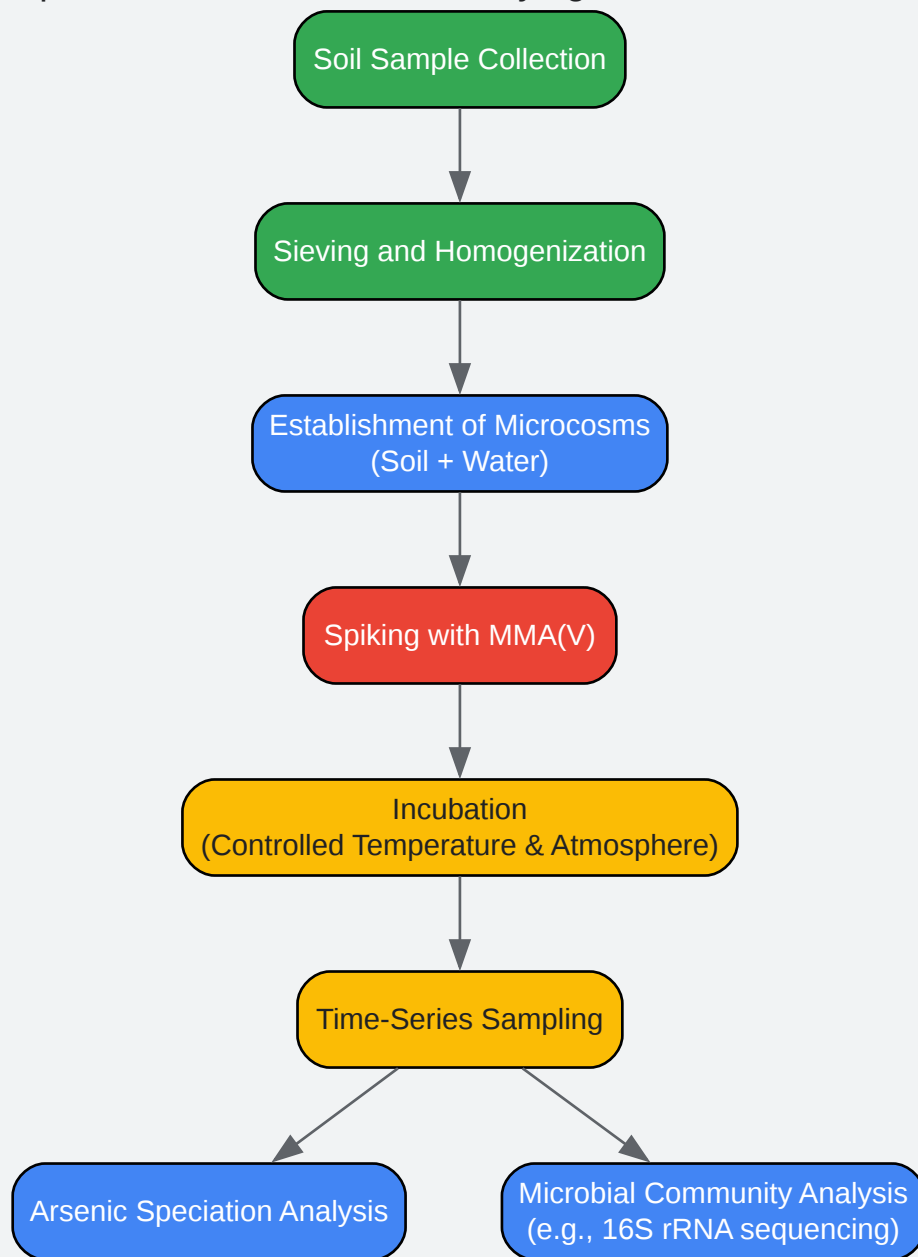 Soil Sample Collection
Sieving and Homogenization
Establishment of Microcosms
(Soil + Water)
Spiking with MMA(V)
Incubation
(Controlled Temperature & Atmosphere)
Time-Series Sampling
Arsenic Speciation Analysis
Microbial Community Analysis
(e.g., 16S rRNA sequencing)